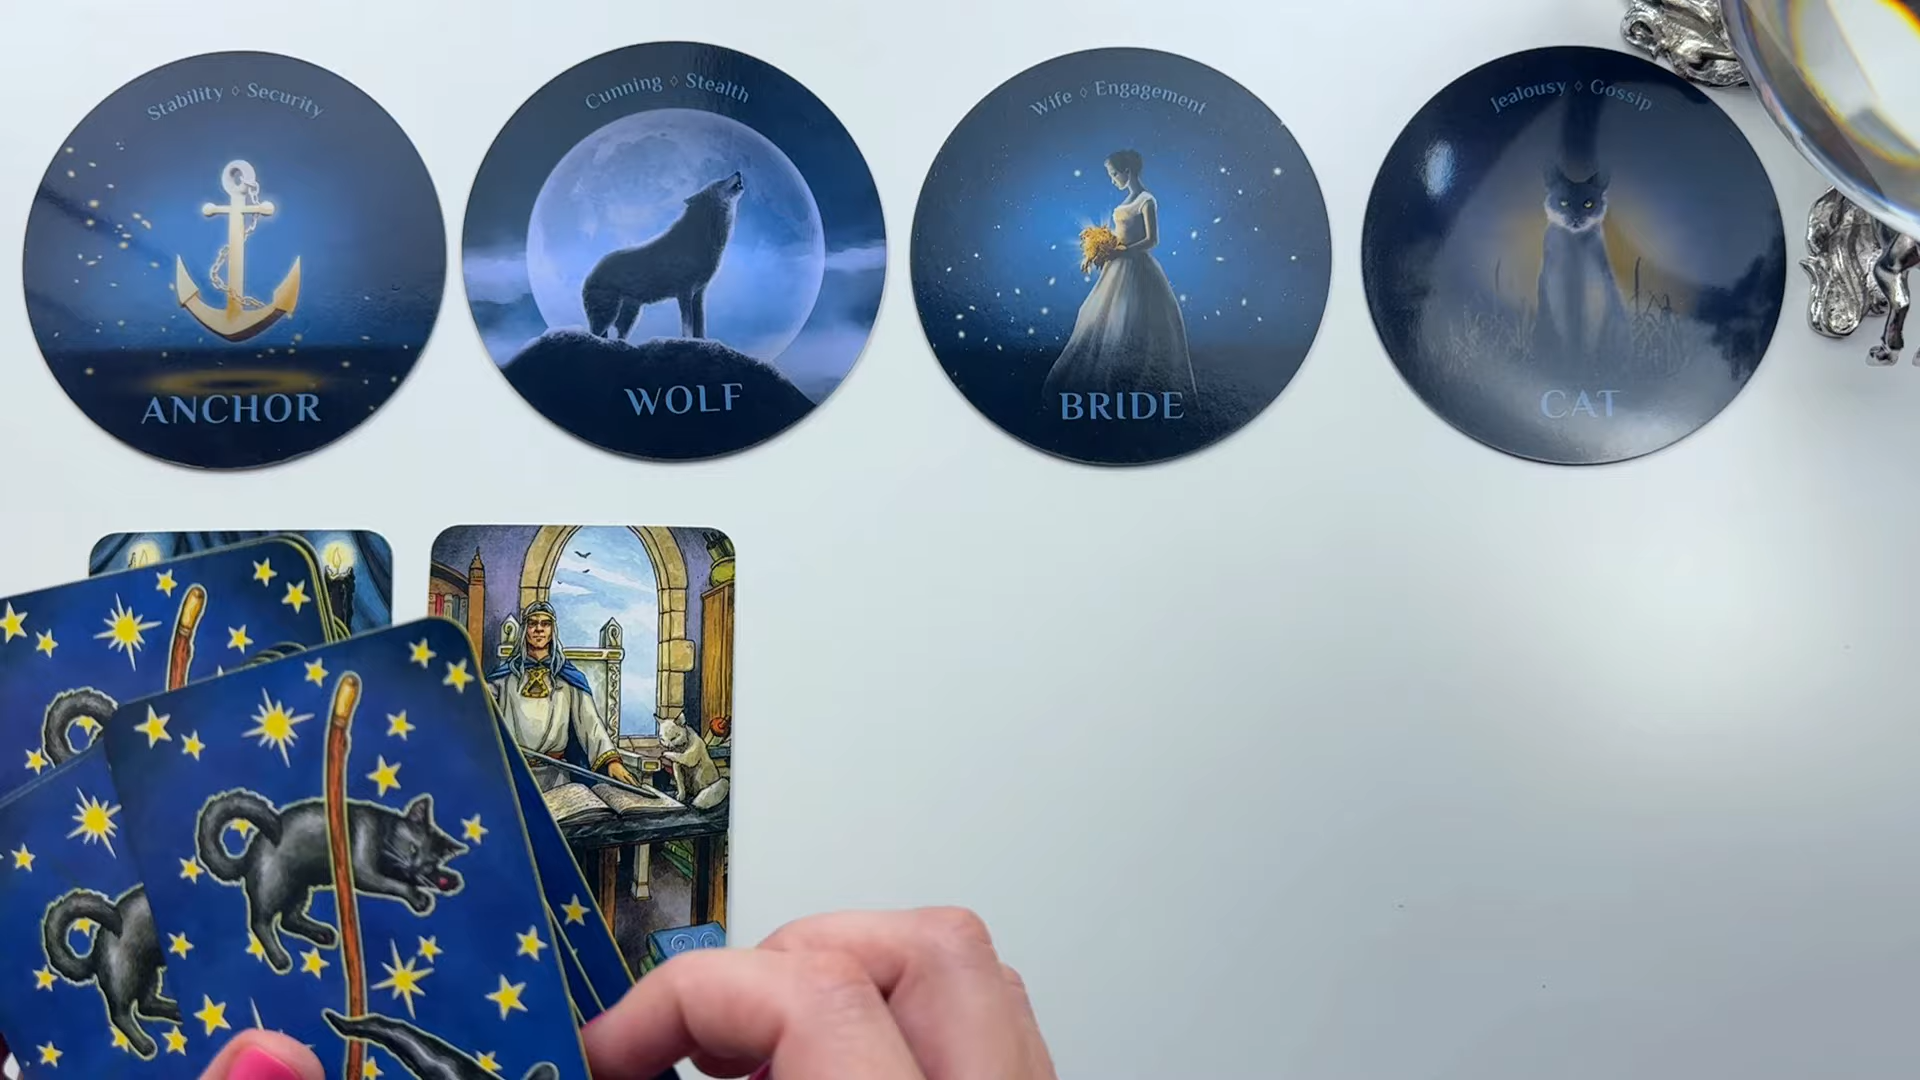 Stability ◊ Security
ANCHOR
Cunning ◊ Stealth
WOLF
Wife ◊ Engagement
BRIDE
Jealousy ◊ Gossip
CAT